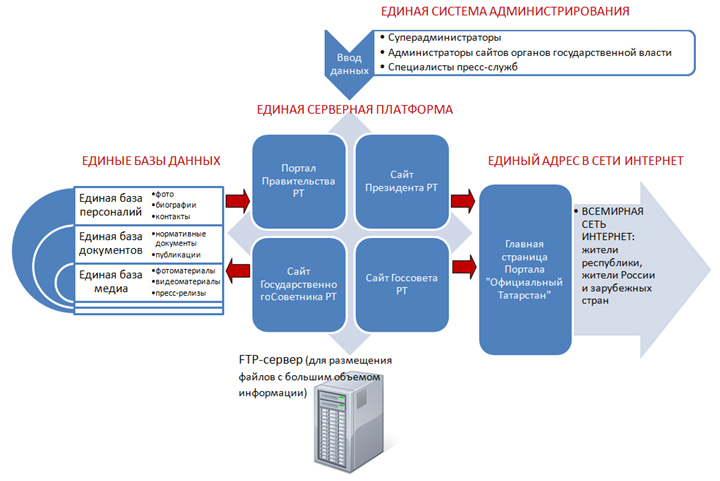 ЕДИНАЯ СИСТЕМА АДМИНИСТРИРОВАНИЯ
Ввод
данных
• Суперадминистраторы
• Администраторы сайтов органов государственной власти
• Специалисты пресс-служб
ЕДИНАЯ СЕРВЕРНАЯ ПЛАТФОРМА
ЕДИНЫЕ БАЗЫ ДАННЫХ
Единая база
персоналий
•фото
•биографии
•контакты
Единая база
документов
•нормативные
документы
•публикации
Единая база
медиа
•фотоматериалы
•видеоматериалы
•пресс-релизы
Портал
Правительства
РТ
Сайт
Президента РТ
Сайт
Государственно
гоСоветника РТ
Сайт Госсовета
РТ
ЕДИНЫЙ АДРЕС В СЕТИ ИНТЕРНЕТ
Главная
страница
Портала
"Официальный
Татарстан"
• ВСЕМИРНАЯ
СЕТЬ
ИНТЕРНЕТ:
жители
республики,
жители России
и зарубежных
стран
FTP-сервер (для размещения
файлов с большим объемом
информации)